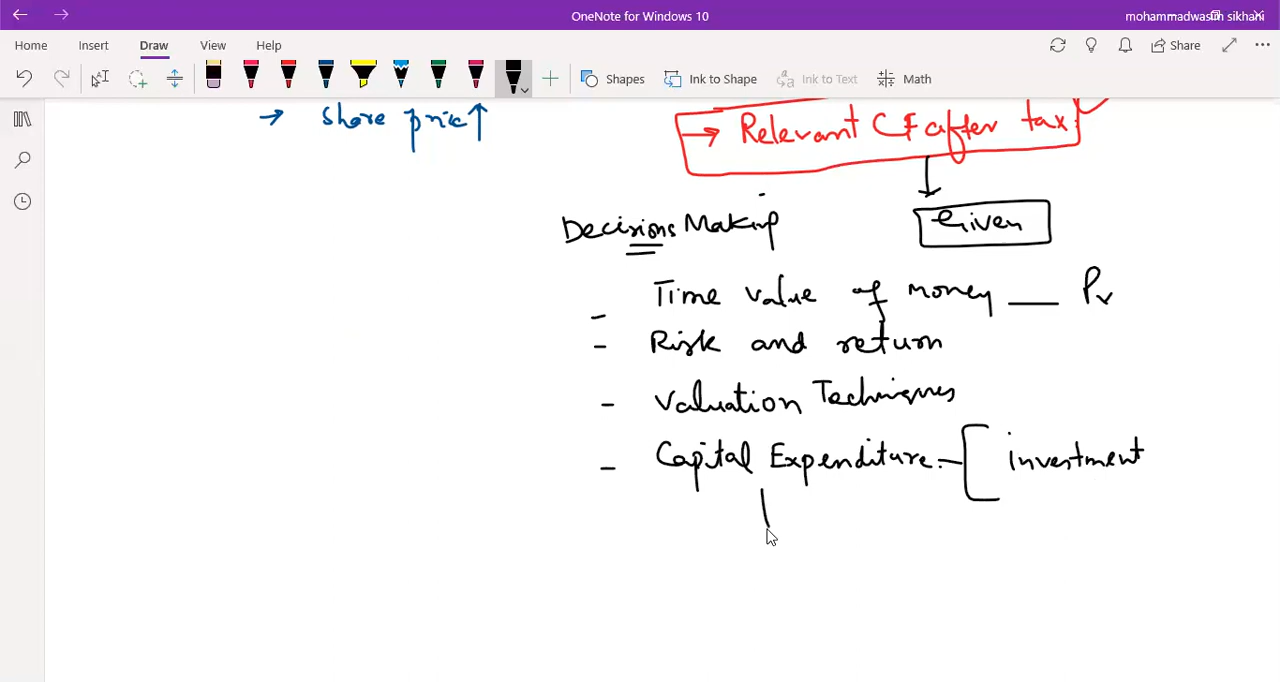 OneNote for Windows 10
mohammadwasim sikhani
Home Insert Draw View Help Share
Shapes Ink to Shape Ink to Text Math
→ Share price↑
→ Relevant CF after tax
Given
Decisions Making
- Time value of money — Pv
- Risk and return
- Valuation Techniques
- Capital Expenditure. - [ investment